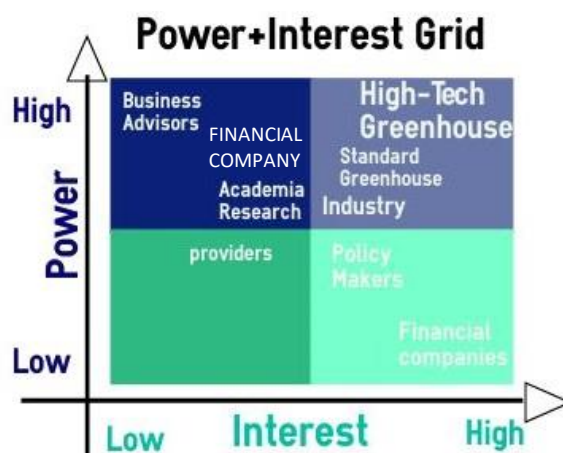 Power+Interest Grid
High
Power
Low
Business
Advisors
FINANCIAL
COMPANY
Academia
Research
High-Tech
Greenhouse
Standard
Greenhouse
Industry
providers
Policy
Makers
Financial
companies
Low
Interest
High